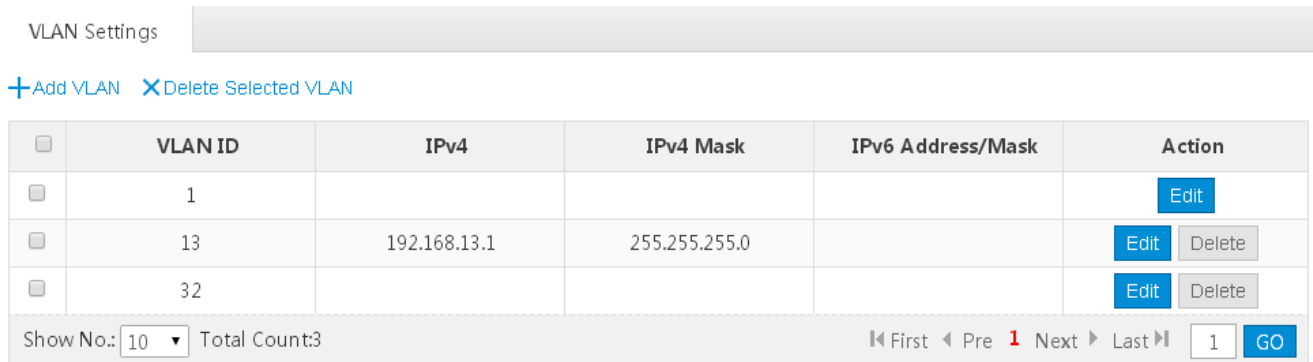 VLAN Settings
Add VLAN Delete Selected VLAN
VLAN ID IPv4 IPv4 Mask IPv6 Address/Mask Action
1 Edit
13 192.168.13.1 255.255.255.0 Edit Delete
32 Edit Delete
Show No.: 10 Total Count:3 First Pre 1 Next Last 1 GO